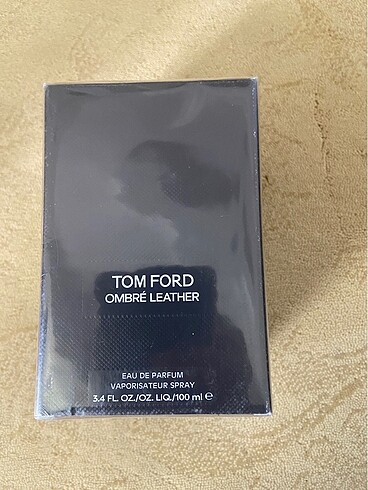 TOM FORD
OMBRÉ LEATHER
EAU DE PARFUM
VAPORISATEUR SPRAY
3.4 FL. OZ./OZ. LIQ./100 ml ℮